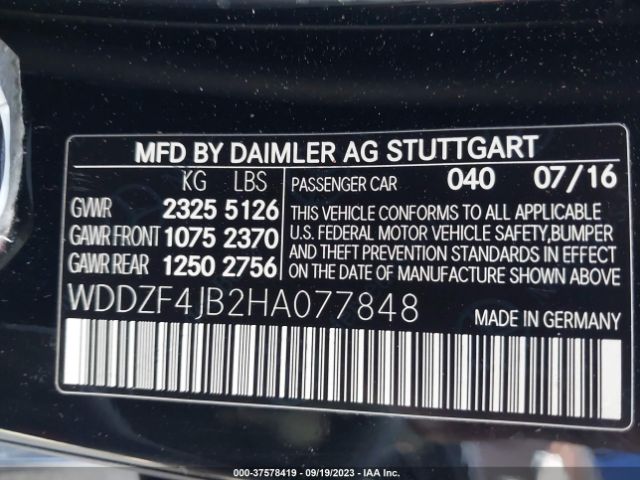 MFD BY DAIMLER AG STUTTGART
KG LBS
GVWR 2325 5126
GAWR FRONT 1075 2370
GAWR REAR 1250 2756
PASSENGER CAR 040 07/16
THIS VEHICLE CONFORMS TO ALL APPLICABLE
U.S. FEDERAL MOTOR VEHICLE SAFETY,BUMPER
AND THEFT PREVENTION STANDARDS IN EFFECT
ON THE DATE OF MANUFACTURE SHOWN ABOVE.
WDDZF4JB2HA077848
MADE IN GERMANY
000-37578419 - 09/19/2023 - IAA Inc.